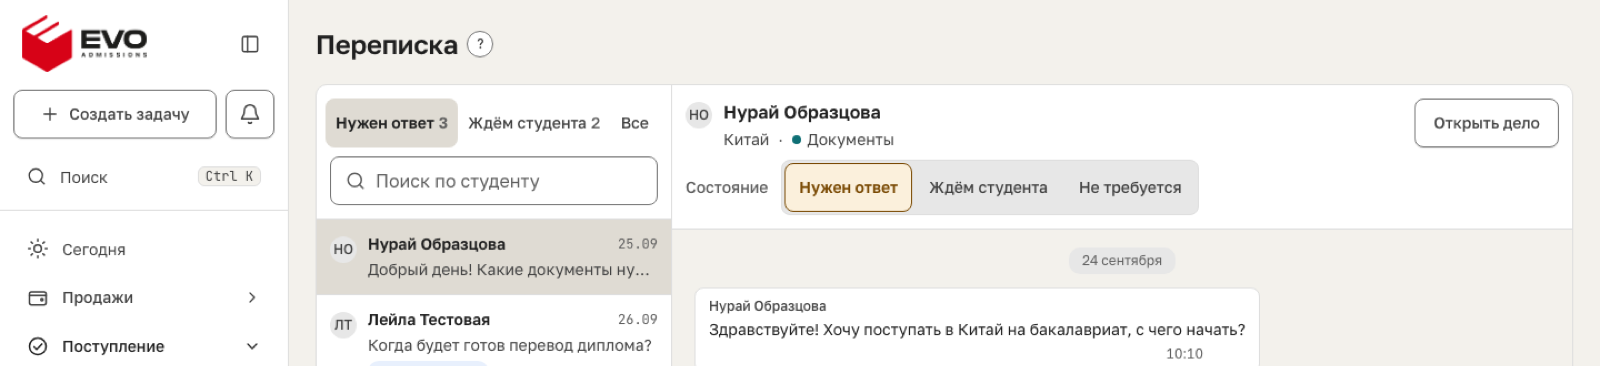 EVO
ADMISSIONS
Создать задачу
Поиск
Ctrl K
Сегодня
Продажи
Поступление
Переписка ?
Нужен ответ 3
Ждём студента 2
Все
Поиск по студенту
НО
Нурай Образцова
25.09
Добрый день! Какие документы ну...
ЛТ
Лейла Тестовая
26.09
Когда будет готов перевод диплома?
НО
Нурай Образцова
Китай · Документы
Открыть дело
Состояние
Нужен ответ
Ждём студента
Не требуется
24 сентября
Нурай Образцова
Здравствуйте! Хочу поступать в Китай на бакалавриат, с чего начать?
10:10